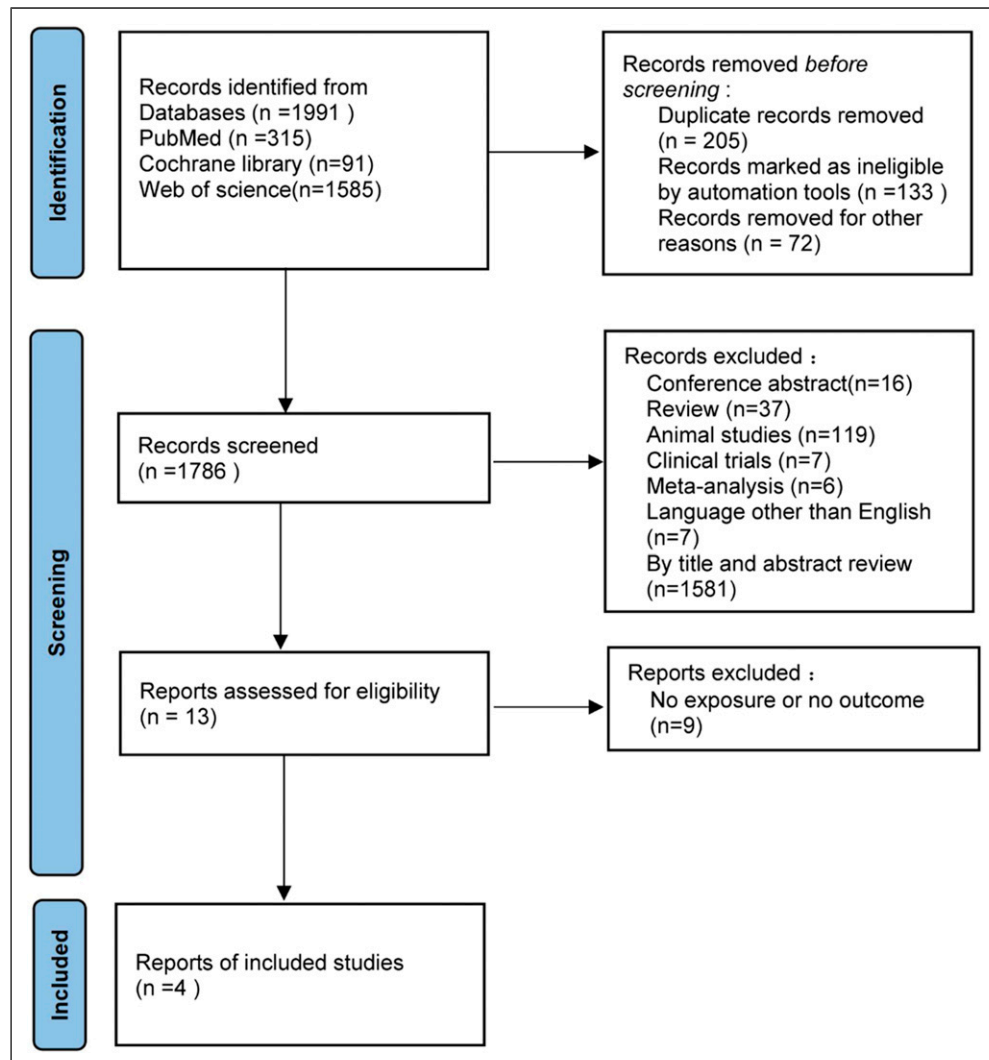 Identification
Records identified from
Databases (n =1991 )
PubMed (n =315)
Cochrane library (n=91)
Web of science(n=1585)
Records removed before
screening :
Duplicate records removed
(n = 205)
Records marked as ineligible
by automation tools (n =133 )
Records removed for other
reasons (n = 72)
Screening
Records screened
(n =1786 )
Records excluded :
Conference abstract(n=16)
Review (n=37)
Animal studies (n=119)
Clinical trials (n=7)
Meta-analysis (n=6)
Language other than English
(n=7)
By title and abstract review
(n=1581)
Reports assessed for eligibility
(n = 13)
Reports excluded :
No exposure or no outcome
(n=9)
Included
Reports of included studies
(n =4 )